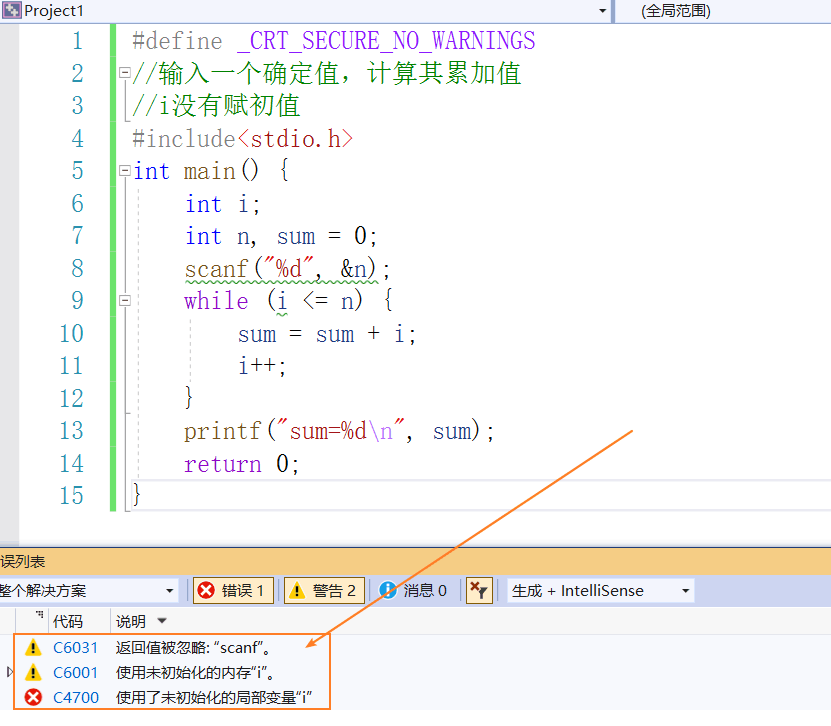 Project1 (全局范围)
1 #define _CRT_SECURE_NO_WARNINGS
2 //输入一个确定值，计算其累加值
3 //i没有赋初值
4 #include<stdio.h>
5 int main() {
6 int i;
7 int n, sum = 0;
8 scanf("%d", &n);
9 while (i <= n) {
10 sum = sum + i;
11 i++;
12 }
13 printf("sum=%d\n", sum);
14 return 0;
15 }
误列表
整个解决方案 错误 1 警告 2 消息 0 生成 + IntelliSense
代码 说明
C6031 返回值被忽略: “scanf”。
C6001 使用未初始化的内存“i”。
C4700 使用了未初始化的局部变量“i”